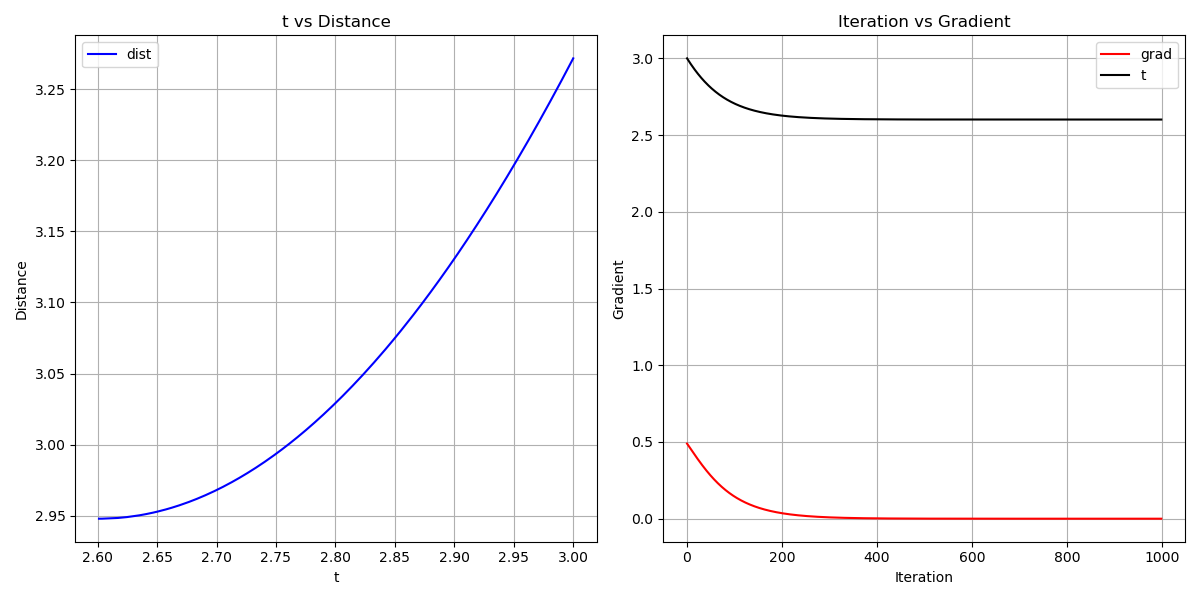 t vs Distance
dist
3.25
3.20
3.15
3.10
3.05
3.00
2.95
Distance
2.60 2.65 2.70 2.75 2.80 2.85 2.90 2.95 3.00
t
Iteration vs Gradient
grad
t
3.0
2.5
2.0
1.5
1.0
0.5
0.0
Gradient
0 200 400 600 800 1000
Iteration